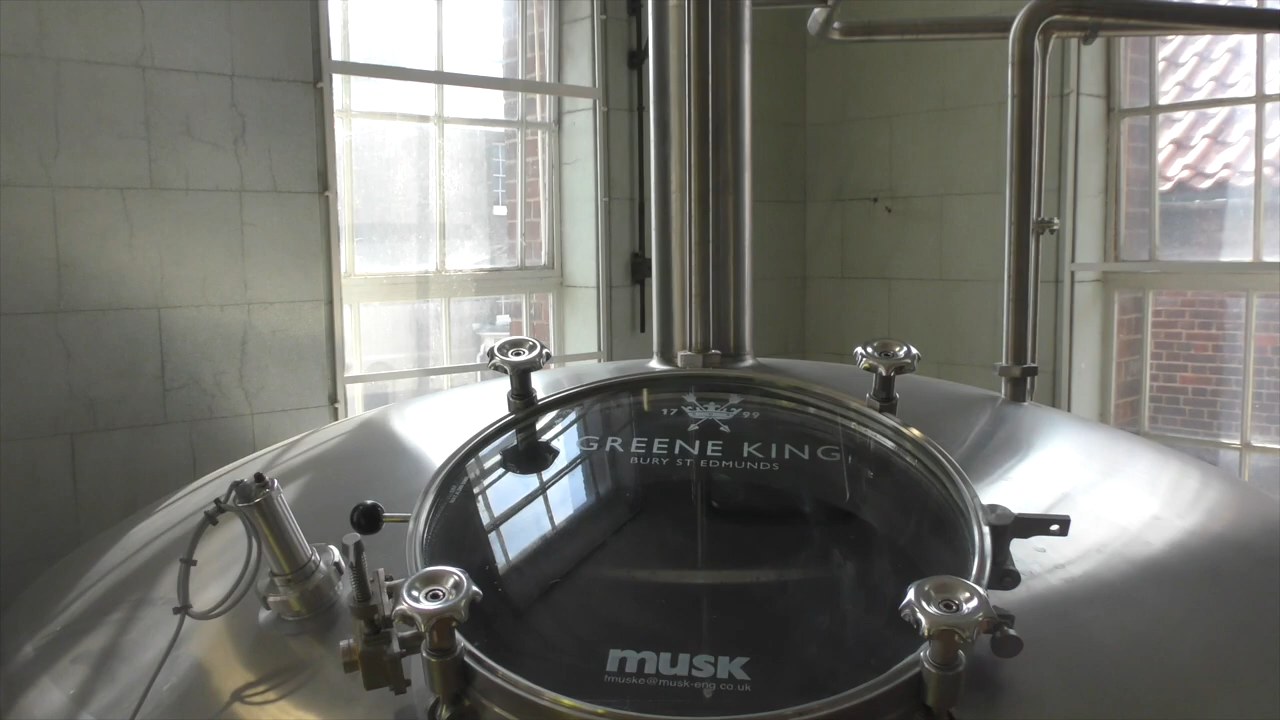 17 99
GREENE KING
BURY ST EDMUNDS
musk
fmuske@musk-eng.co.uk